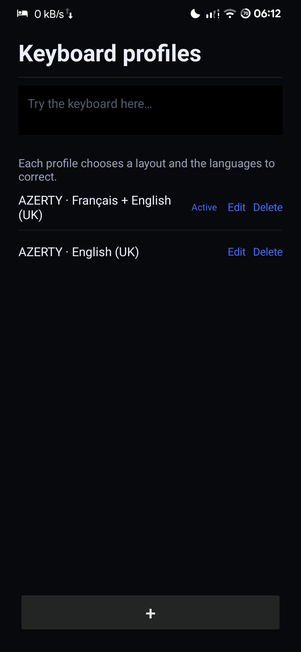 0 kB/s
06:12
Keyboard profiles
Try the keyboard here...
Each profile chooses a layout and the languages to
correct.
AZERTY · Français + English
(UK)
Active Edit Delete
AZERTY · English (UK)
Edit Delete
+